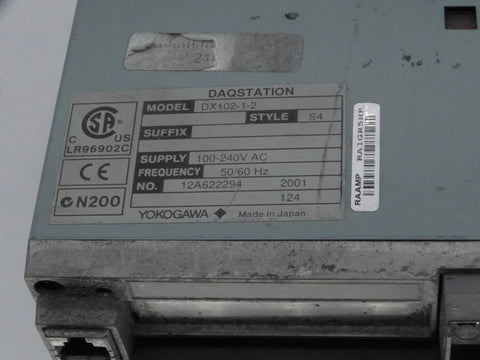 DAQSTATION
MODEL DX102-1-2
STYLE S4
SUFFIX
SUPPLY 100-240V AC
FREQUENCY 50/60 Hz
NO. 12A622294 2001
124
YOKOGAWA Made in Japan
C US
LR96902C
CE
N200
RAAMP RA1GR5HP